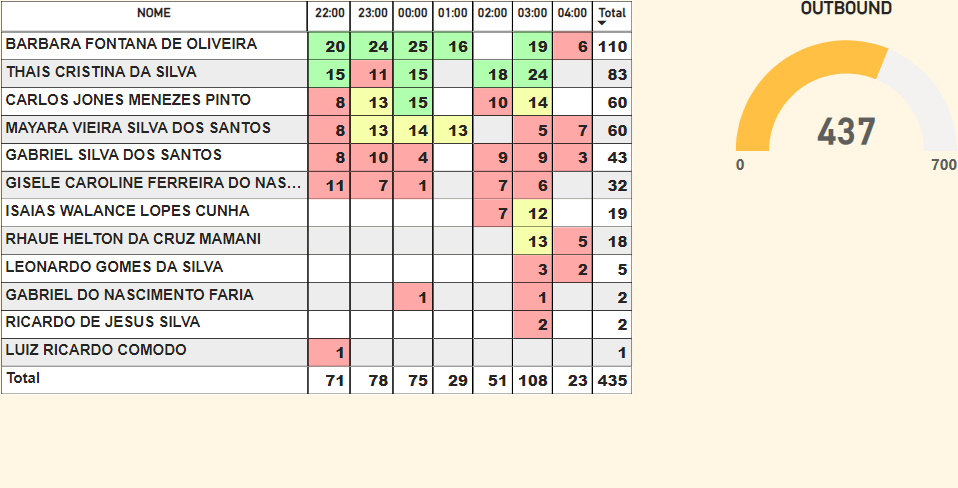 NOME 22:00 23:00 00:00 01:00 02:00 03:00 04:00 Total
BARBARA FONTANA DE OLIVEIRA 20 24 25 16 19 6 110
THAIS CRISTINA DA SILVA 15 11 15 18 24 83
CARLOS JONES MENEZES PINTO 8 13 15 10 14 60
MAYARA VIEIRA SILVA DOS SANTOS 8 13 14 13 5 7 60
GABRIEL SILVA DOS SANTOS 8 10 4 9 9 3 43
GISELE CAROLINE FERREIRA DO NAS... 11 7 1 7 6 32
ISAIAS WALANCE LOPES CUNHA 7 12 19
RHAUE HELTON DA CRUZ MAMANI 13 5 18
LEONARDO GOMES DA SILVA 3 2 5
GABRIEL DO NASCIMENTO FARIA 1 1 2
RICARDO DE JESUS SILVA 2 2
LUIZ RICARDO COMODO 1 1
Total 71 78 75 29 51 108 23 435
OUTBOUND
437
0 700